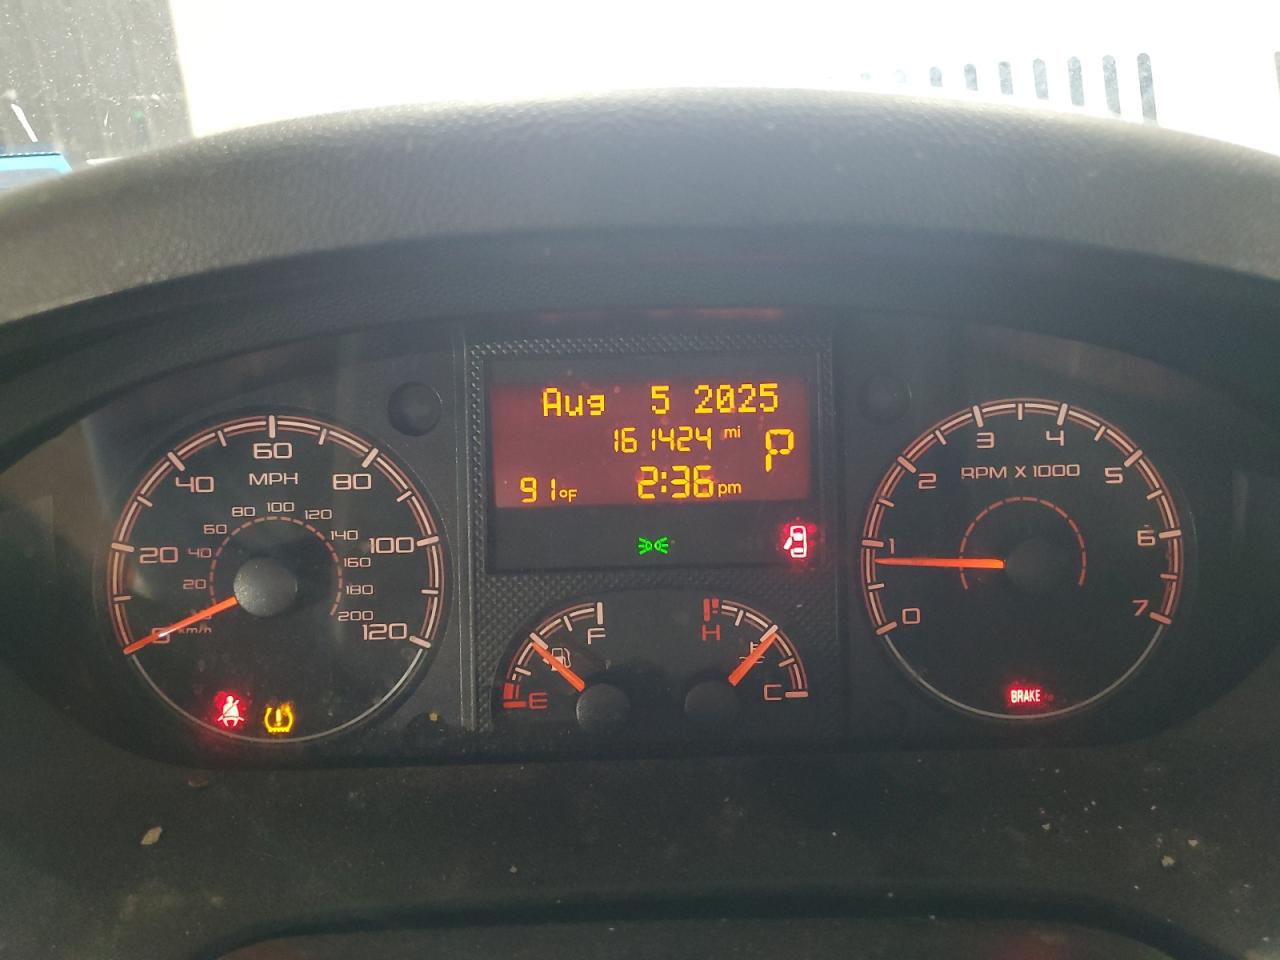 Aug 5 2025
161424 mi
P
91°F
2:36 pm
0 20 40 60 80 100 120
MPH
20 40 60 80 100 120 140 160 180 200
km/h
E F
H C
0 1 2 3 4 5 6 7
RPM X 1000
BRAKE